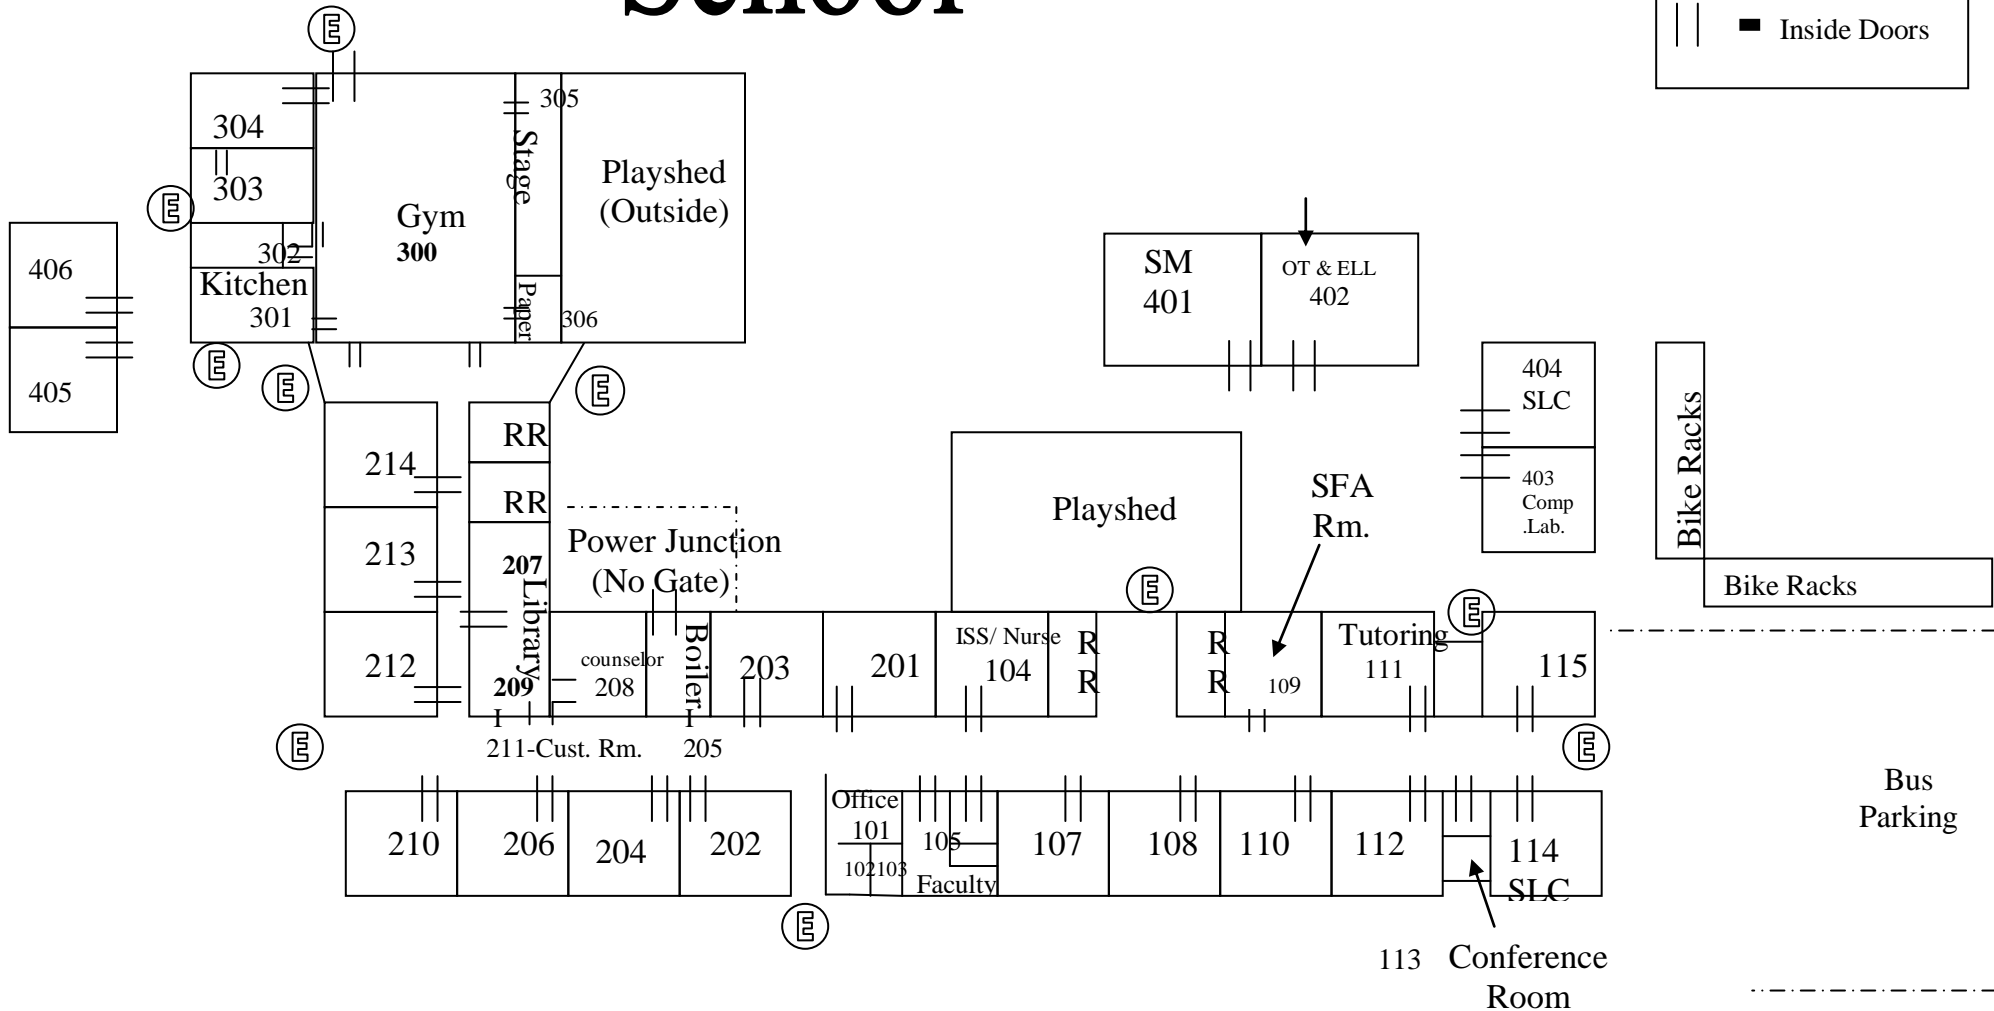 School
Inside Doors
E
304
305
Stage
303
E
Gym
300
Playshed
(Outside)
302
Kitchen
301
Paper
306
406
405
SM
401
OT & ELL
402
E
E
E
404
SLC
403
Comp
.Lab.
Bike Racks
Bike Racks
214
RR
RR
213
207
Library
209
Power Junction
(No Gate)
Playshed
SFA
Rm.
E
E
212
counselor
208
Boiler
203
201
ISS/ Nurse
104
R
R
R
R
109
Tutoring
111
115
E
I
211-Cust. Rm.
I
205
E
210
206
204
202
Office
101
102
103
105
Faculty
107
108
110
112
114
SLC
Bus
Parking
E
113
Conference
Room